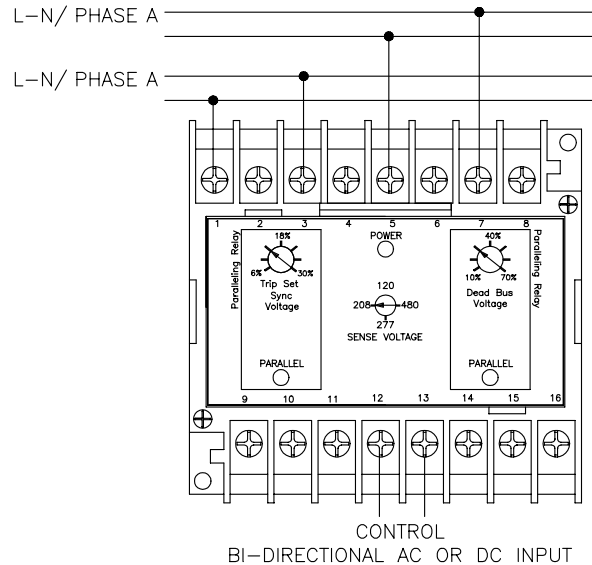 L-N/ PHASE A
L-N/ PHASE A
1 2 3 4 5 6 7 8
Paralleling Relay
18%
6% 30%
Trip Set
Sync
Voltage
PARALLEL
POWER
120
208 480
277
SENSE VOLTAGE
40%
10% 70%
Dead Bus
Voltage
PARALLEL
Paralleling Relay
9 10 11 12 13 14 15 16
CONTROL
BI-DIRECTIONAL AC OR DC INPUT